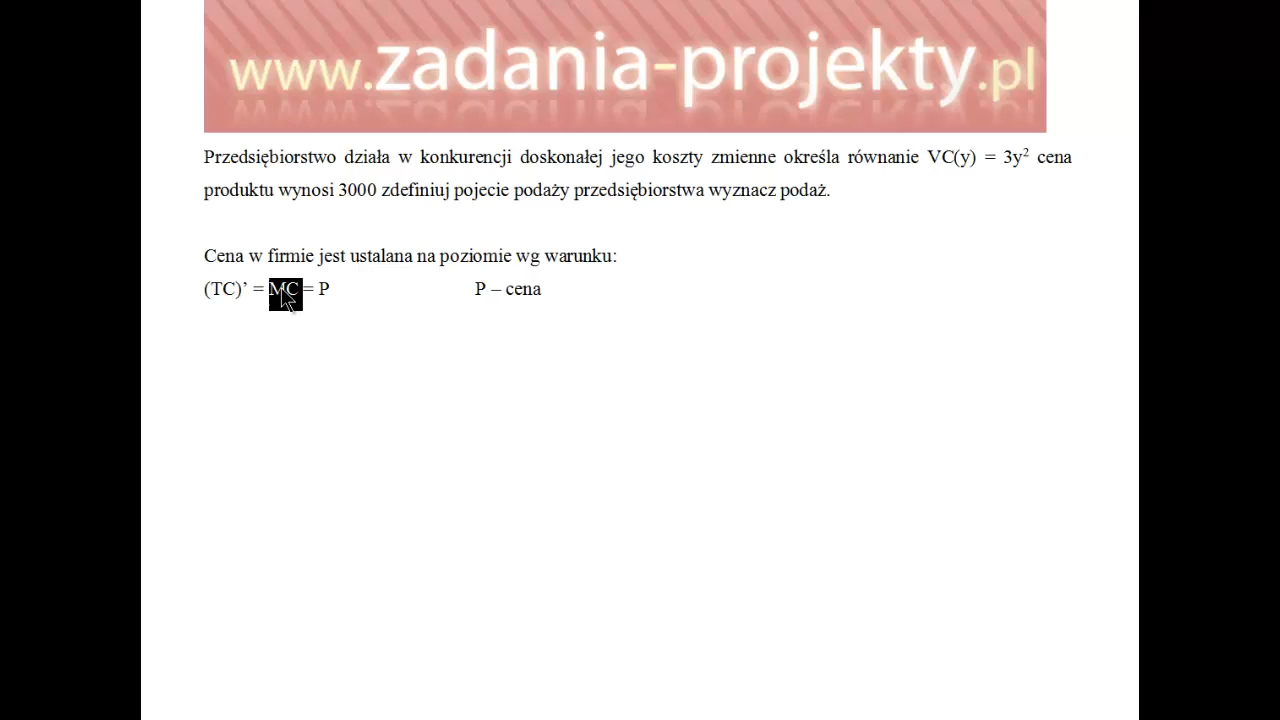 www.zadania-projekty.pl
Przedsiębiorstwo działa w konkurencji doskonałej jego koszty zmienne określa równanie VC(y) = 3y² cena
produktu wynosi 3000 zdefiniuj pojecie podaży przedsiębiorstwa wyznacz podaż.
Cena w firmie jest ustalana na poziomie wg warunku:
(TC)’ = MC = P P – cena